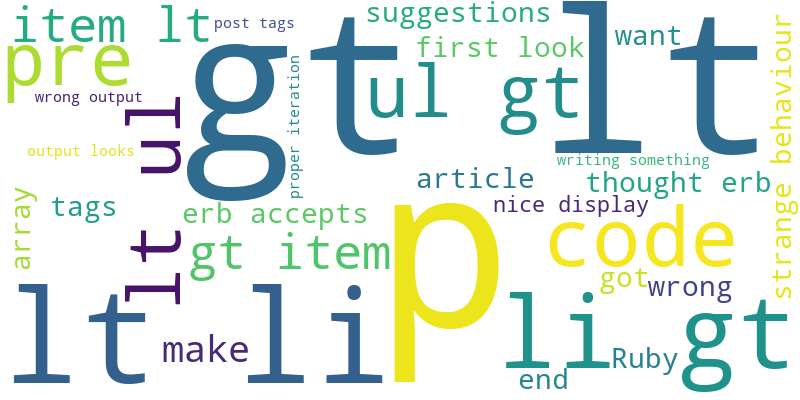 item lt
post tags
suggestions
want
pre
gt lt
first look
ul gt
wrong output
lt ul
proper iteration
strange behaviour
output looks
writing something
array
tags
article
thought erb
erb accepts
nice display
p
code
gt item
got
wrong
lt li
li gt
make
Ruby
end